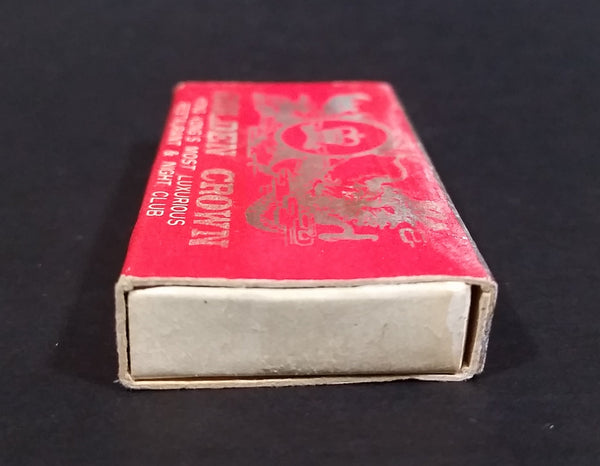 GOLDEN CROWN
HONG KONG'S MOST LUXURIOUS
RESTAURANT & NIGHT CLUB